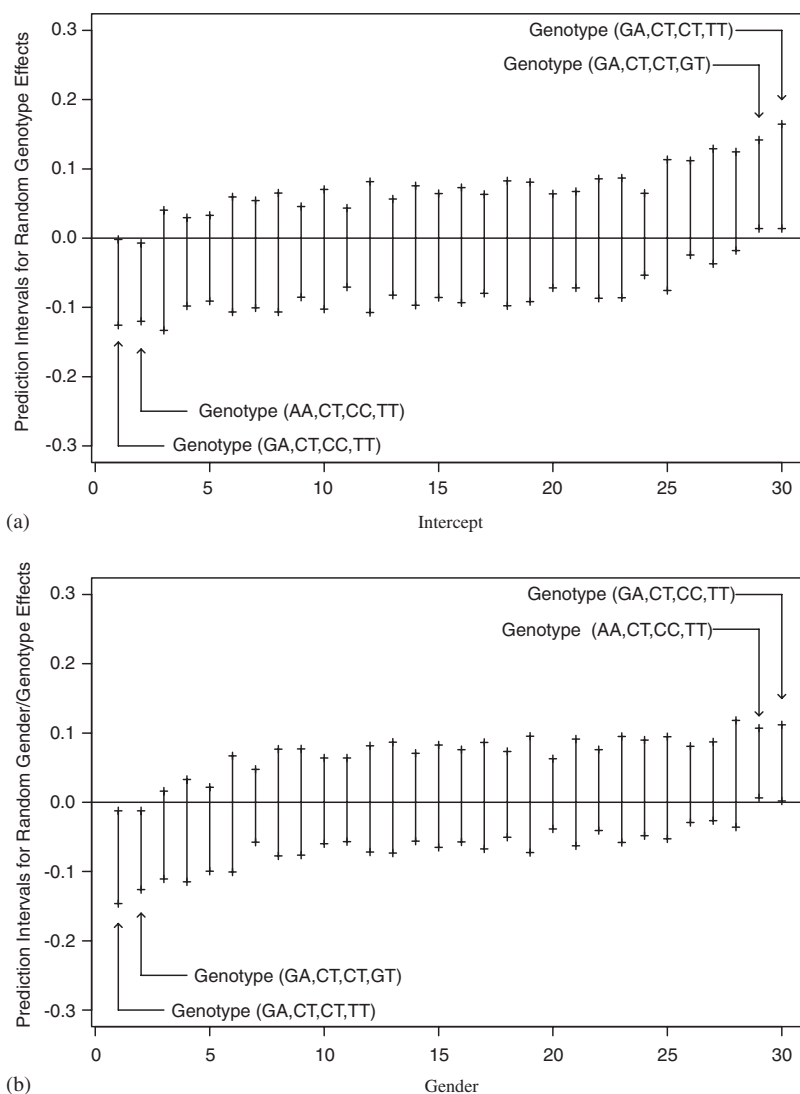 Prediction Intervals for Random Genotype Effects
0.3
0.2
0.1
0.0
-0.1
-0.2
-0.3
Genotype (GA,CT,CT,TT)
Genotype (GA,CT,CT,GT)
Genotype (AA,CT,CC,TT)
Genotype (GA,CT,CC,TT)
0 5 10 15 20 25 30
(a)
Intercept
Prediction Intervals for Random Gender/Genotype Effects
0.3
0.2
0.1
0.0
-0.1
-0.2
-0.3
Genotype (GA,CT,CC,TT)
Genotype (AA,CT,CC,TT)
Genotype (GA,CT,CT,GT)
Genotype (GA,CT,CT,TT)
0 5 10 15 20 25 30
(b)
Gender